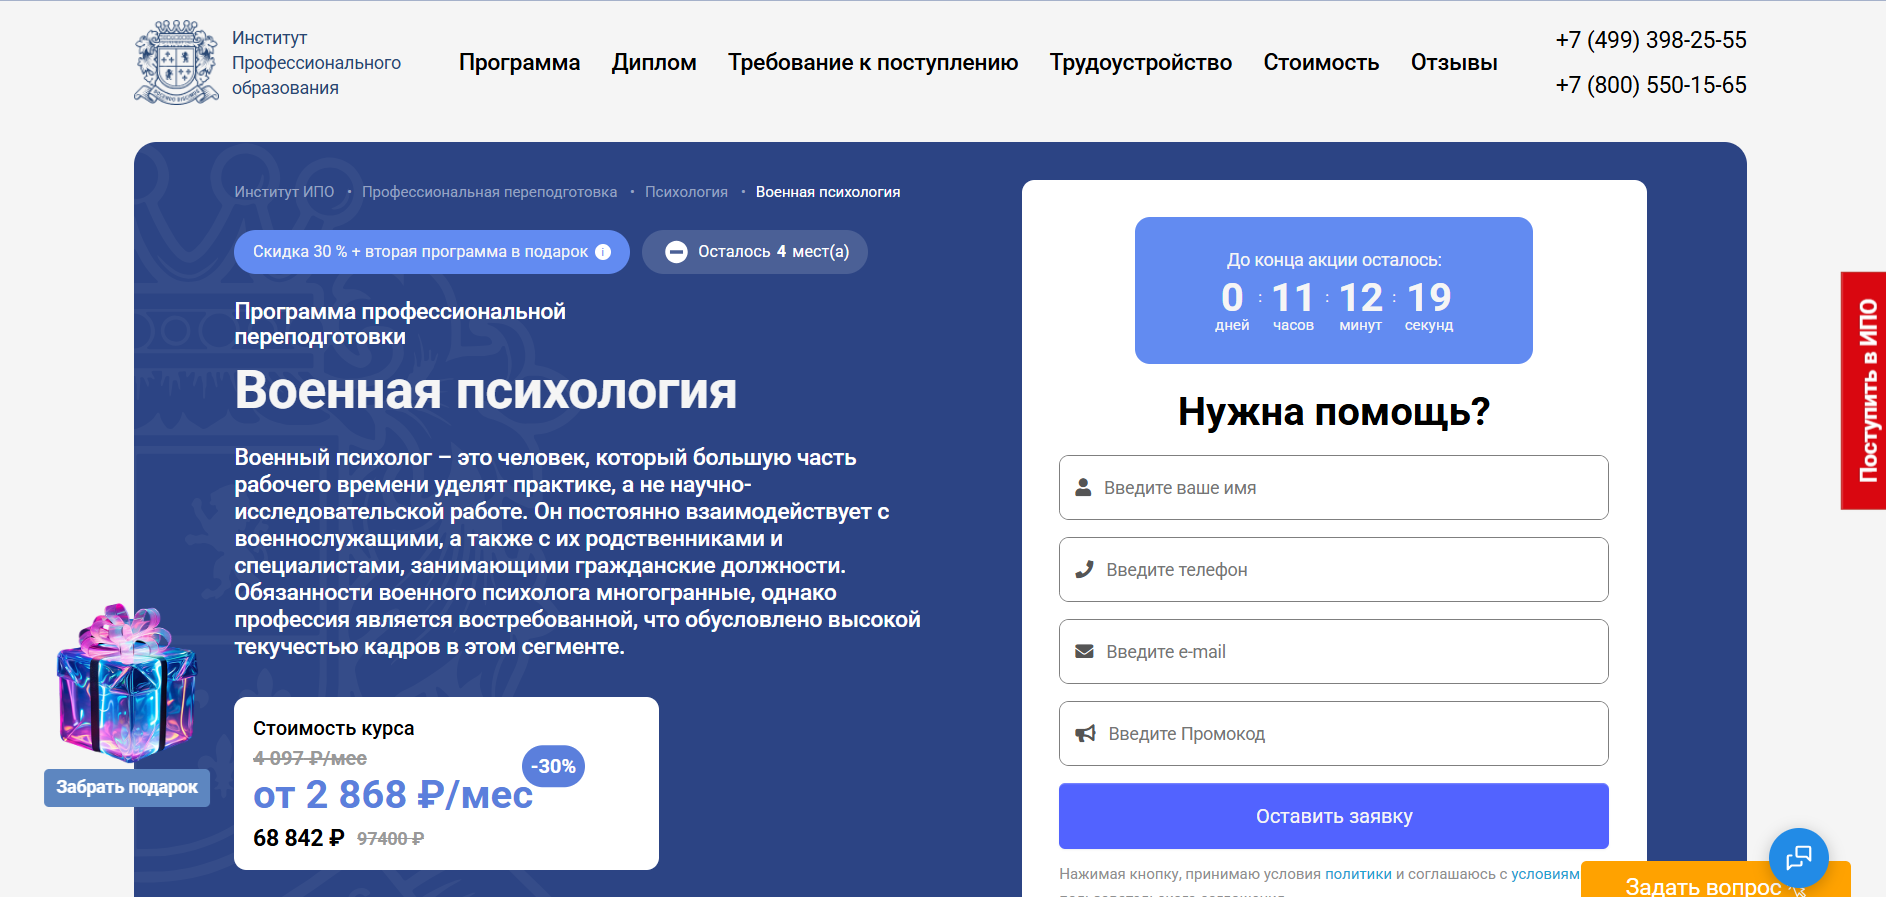 Институт
Профессионального
образования
Программа
Диплом
Требование к поступлению
Трудоустройство
Стоимость
Отзывы
+7 (499) 398-25-55
+7 (800) 550-15-65
Институт ИПО • Профессиональная переподготовка • Психология • Военная психология
Скидка 30 % + вторая программа в подарок
Осталось 4 мест(а)
Программа профессиональной
переподготовки
Военная психология
Военный психолог – это человек, который большую часть
рабочего времени уделят практике, а не научно-
исследовательской работе. Он постоянно взаимодействует с
военнослужащими, а также с их родственниками и
специалистами, занимающими гражданские должности.
Обязанности военного психолога многогранные, однако
профессия является востребованной, что обусловлено высокой
текучестью кадров в этом сегменте.
Стоимость курса
4 097 ₽/мес
-30%
от 2 868 ₽/мес
68 842 ₽ 97400 ₽
Забрать подарок
До конца акции осталось:
0 : 11 : 12 : 19
дней часов минут секунд
Нужна помощь?
Введите ваше имя
Введите телефон
Введите e-mail
Введите Промокод
Оставить заявку
Нажимая кнопку, принимаю условия политики и соглашаюсь с условиям
Поступить в ИПО
Задать вопрос